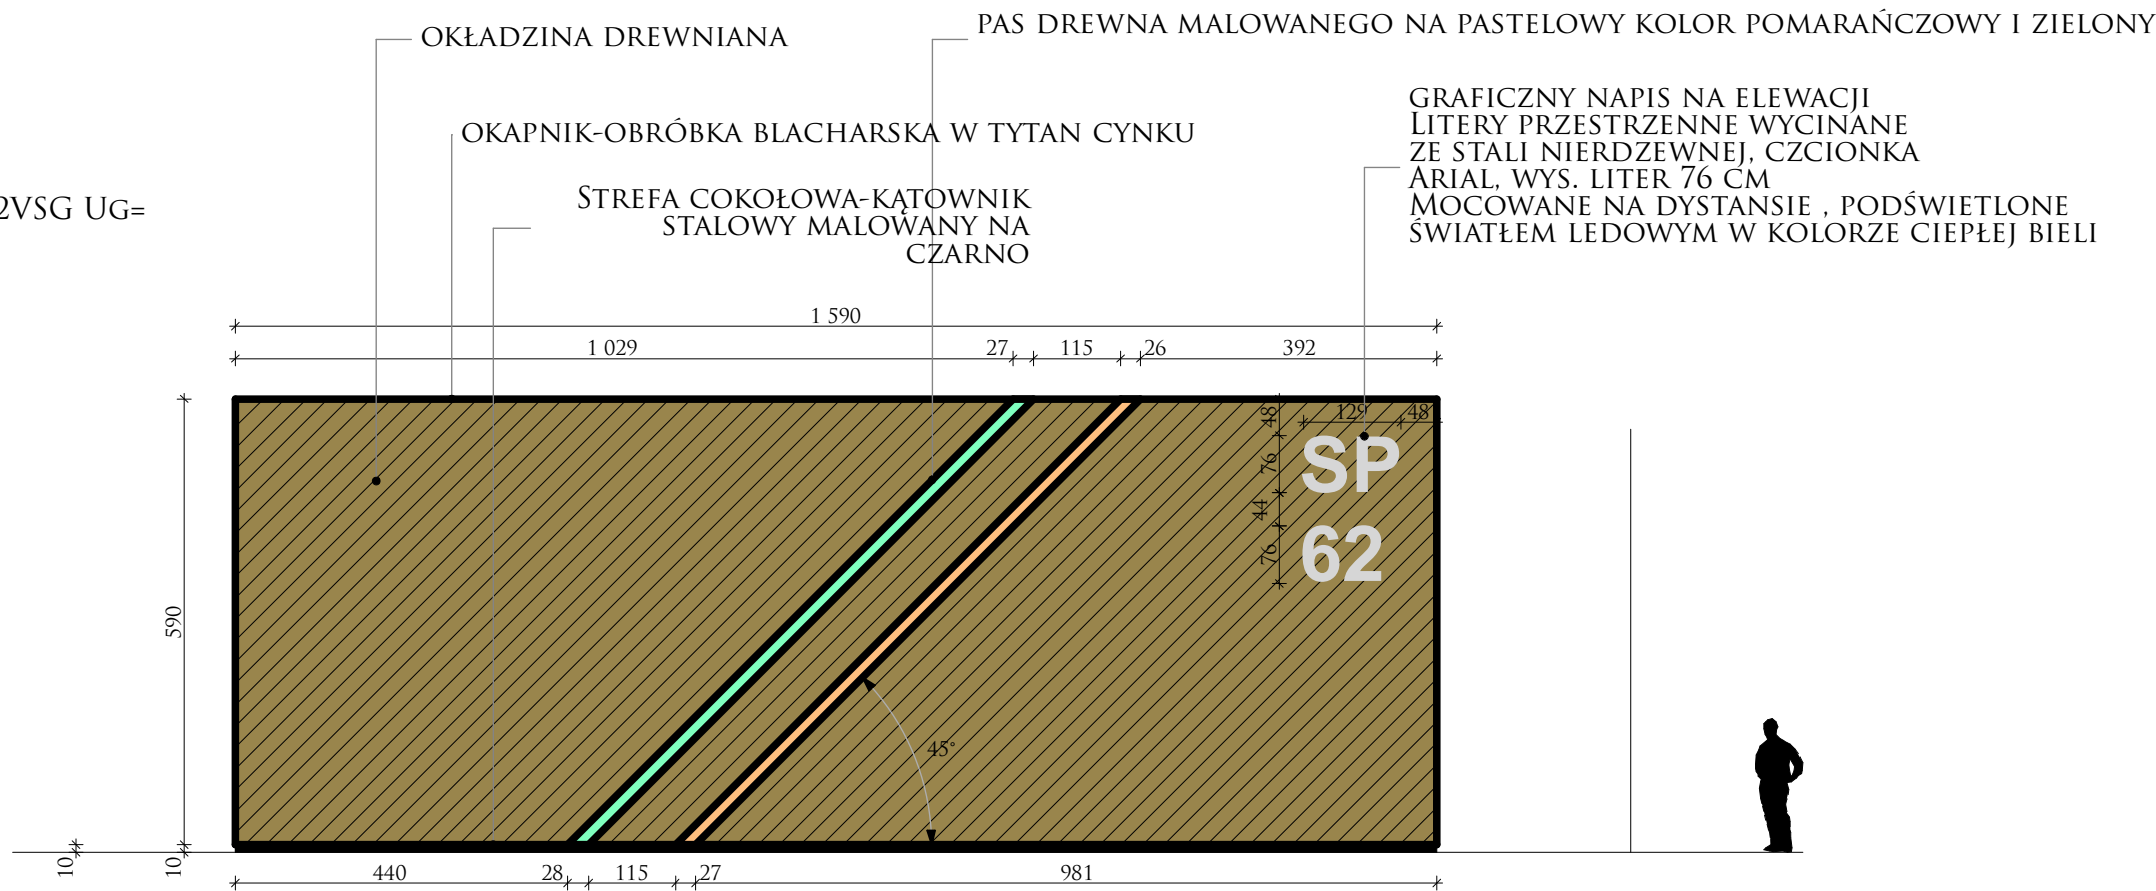 OKŁADZINA DREWNIANA
PAS DREWNA MALOWANEGO NA PASTELOWY KOLOR POMARAŃCZOWY I ZIELONY
OKAPNIK-OBRÓBKA BLACHARSKA W TYTAN CYNKU
GRAFICZNY NAPIS NA ELEWACJI
LITERY PRZESTRZENNE WYCINANE
ZE STALI NIERDZEWNEJ, CZCIONKA
ARIAL, WYS. LITER 76 CM
MOCOWANE NA DYSTANSIE , PODŚWIETLONE
ŚWIATŁEM LEDOWYM W KOLORZE CIEPŁEJ BIELI
2VSG UG=
STREFA COKOŁOWA-KĄTOWNIK
STALOWY MALOWANY NA
CZARNO
1 590
1 029 27 115 26 392
48 129 48
SP
76
44
62
76
590
45°
10 10
440 28 115 27 981